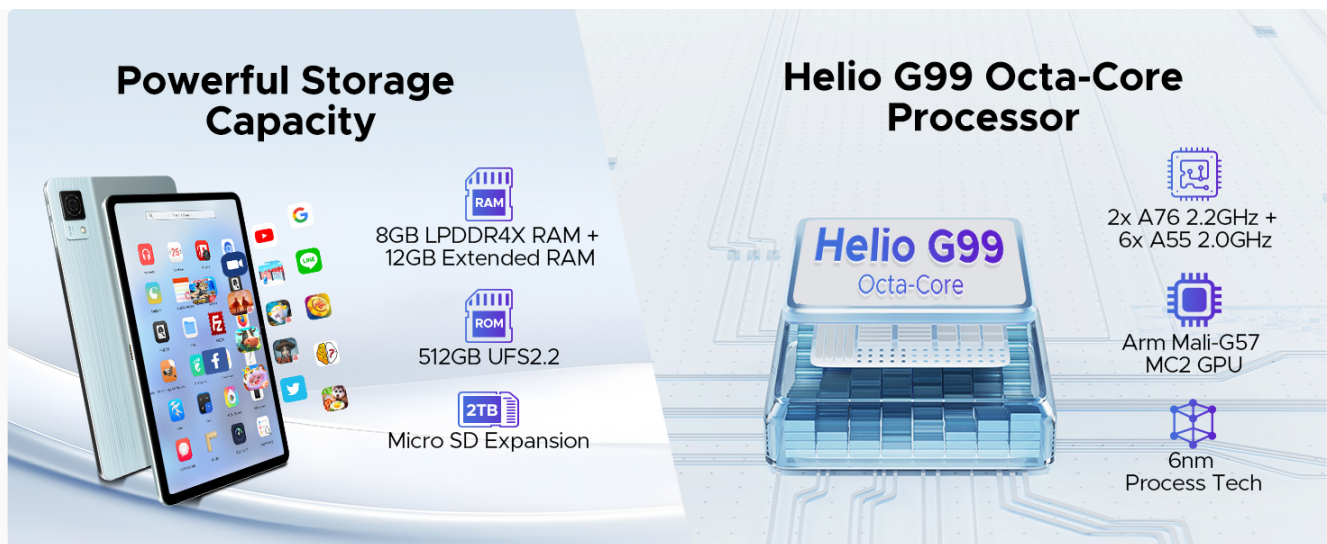 Powerful Storage
Capacity
RAM
8GB LPDDR4X RAM +
12GB Extended RAM
ROM
512GB UFS2.2
2TB
Micro SD Expansion
LINE
Helio G99 Octa-Core
Processor
Helio G99
Octa-Core
2x A76 2.2GHz +
6x A55 2.0GHz
Arm Mali-G57
MC2 GPU
6nm
Process Tech